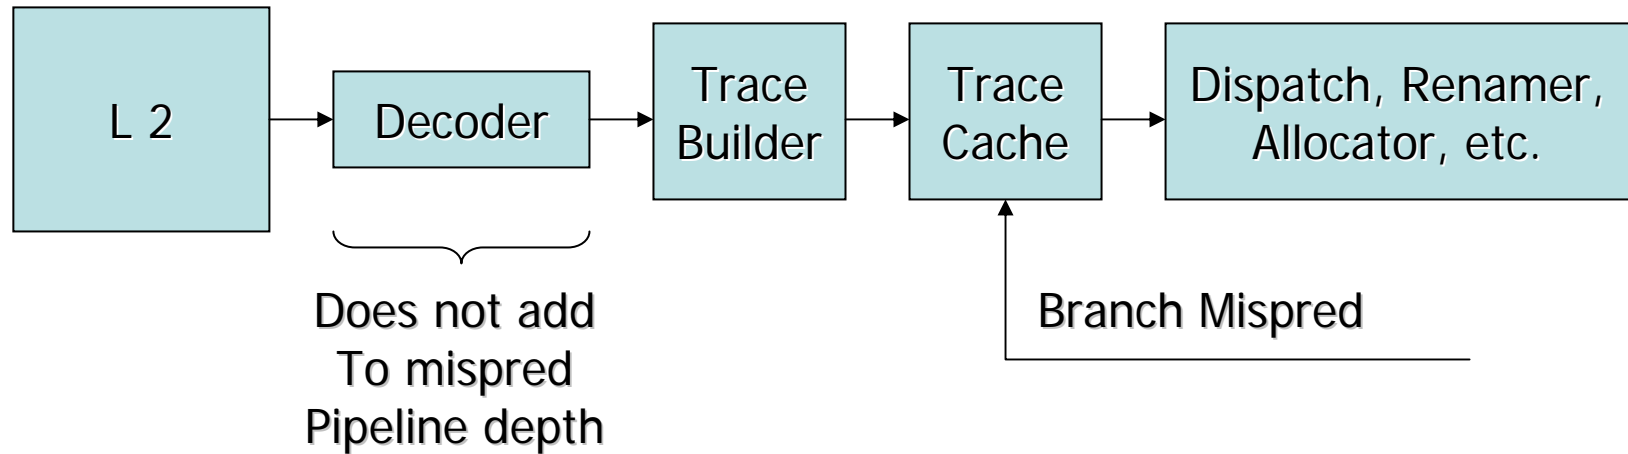 L 2
Decoder
Trace
Builder
Trace
Cache
Dispatch, Renamer,
Allocator, etc.
Does not add
To mispred
Pipeline depth
Branch Mispred